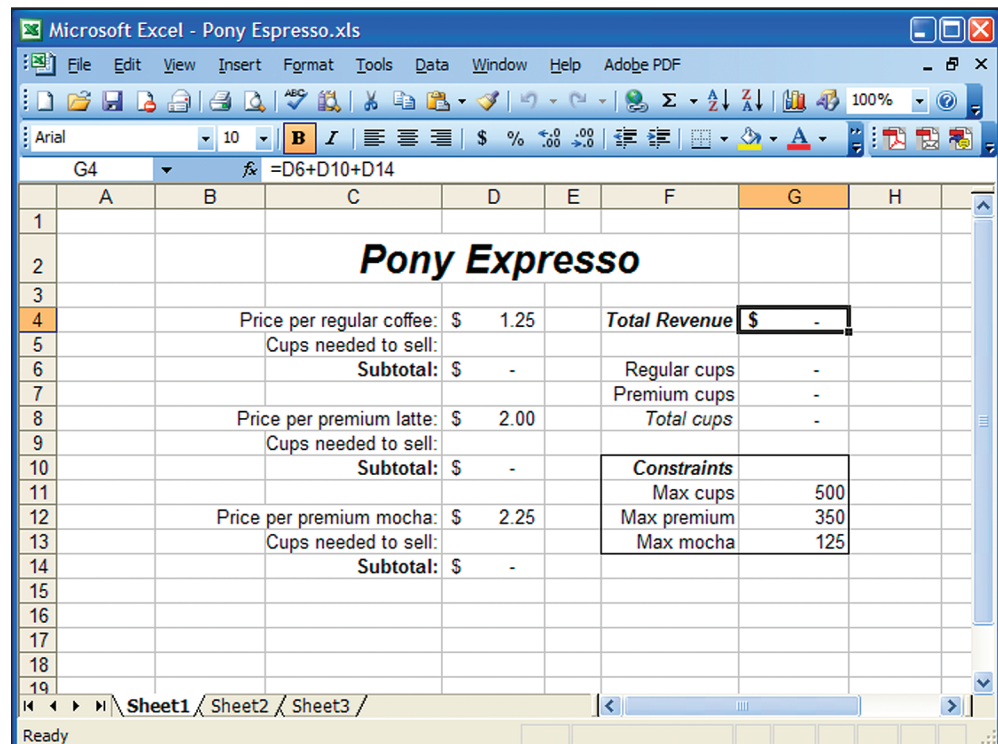 Microsoft Excel - Pony Espresso.xls
File Edit View Insert Format Tools Data Window Help Adobe PDF
ABC Σ A Z Z A 100% ?
Arial 10 B I $ % .00 .00 A
G4 fx =D6+D10+D14
A B C D E F G H
1
2 Pony Expresso
3
4 Price per regular coffee: $ 1.25 Total Revenue $ -
5 Cups needed to sell:
6 Subtotal: $ - Regular cups -
7 Premium cups -
8 Price per premium latte: $ 2.00 Total cups -
9 Cups needed to sell:
10 Subtotal: $ - Constraints
11 Max cups 500
12 Price per premium mocha: $ 2.25 Max premium 350
13 Cups needed to sell: Max mocha 125
14 Subtotal: $ -
15
16
17
18
19
Sheet1 Sheet2 Sheet3
Ready